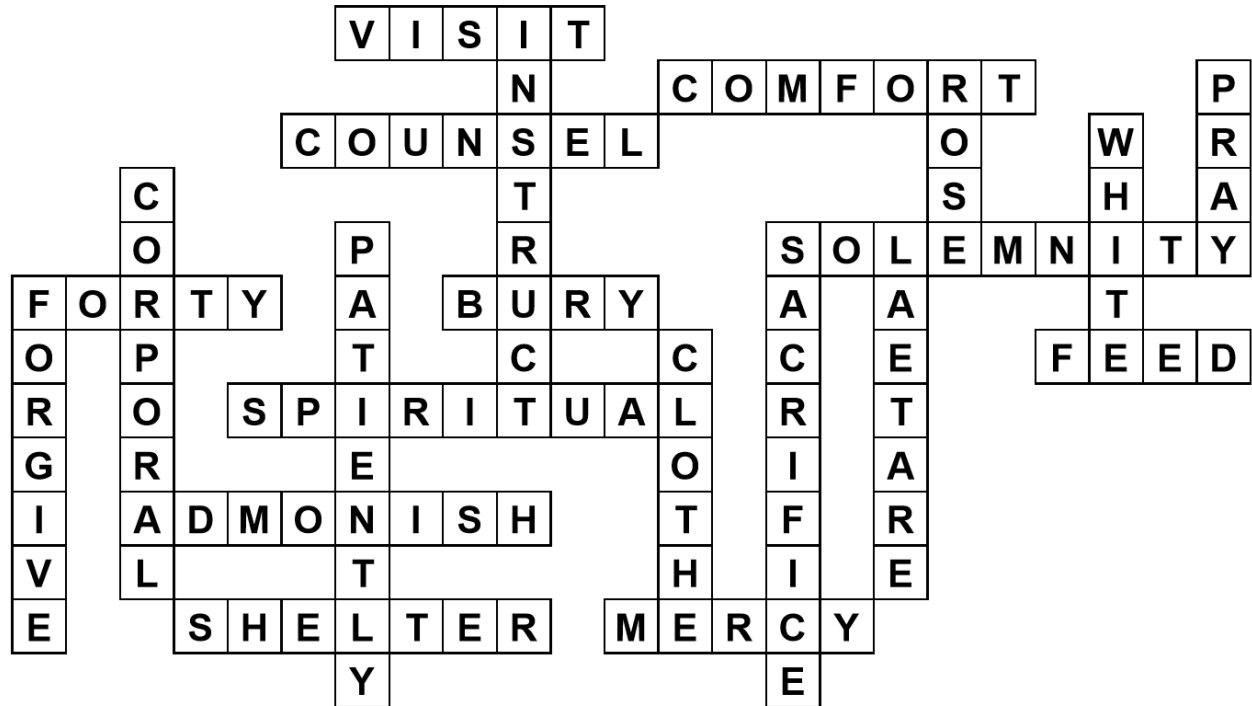 VISIT
INSTRUCT
COMFORT
ROSE
PRAY
COUNSEL
WHITE
CORPORAL
PATIENTLY
SOLEMNITY
SACRIFICE
LAETARE
FORTY
FORGIVE
BURY
CLOTHE
FEED
SPIRITUAL
ADMONISH
SHELTER
MERCY